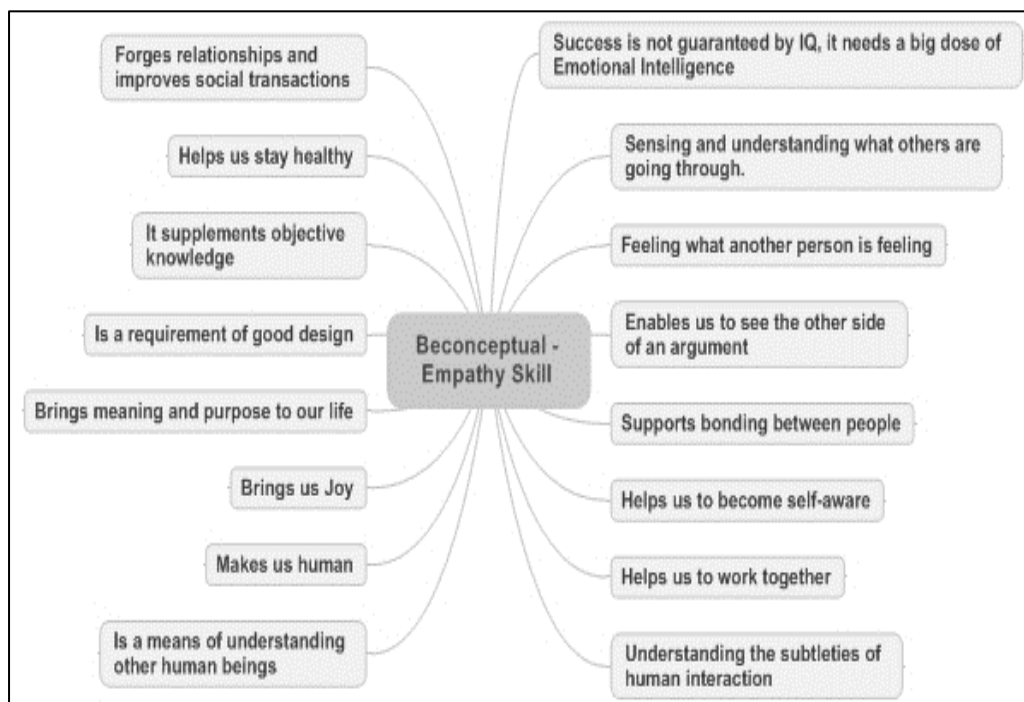 Forges relationships and
improves social transactions
Helps us stay healthy
It supplements objective
knowledge
Is a requirement of good design
Brings meaning and purpose to our life
Brings us Joy
Makes us human
Is a means of understanding
other human beings
Beconceptual -
Empathy Skill
Success is not guaranteed by IQ, it needs a big dose of
Emotional Intelligence
Sensing and understanding what others are
going through.
Feeling what another person is feeling
Enables us to see the other side
of an argument
Supports bonding between people
Helps us to become self-aware
Helps us to work together
Understanding the subtleties of
human interaction